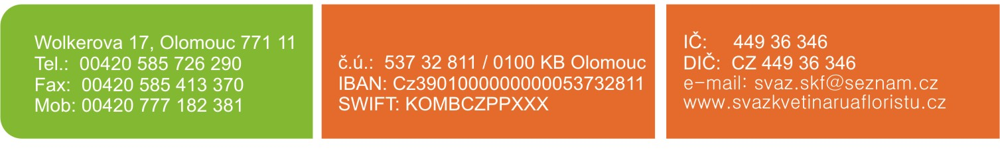 Wolkerova 17, Olomouc 771 11
Tel.: 00420 585 726 290
Fax: 00420 585 413 370
Mob: 00420 777 182 381
č.ú.: 537 32 811 / 0100 KB Olomouc
IBAN: Cz3901000000000053732811
SWIFT: KOMBCZPPXXX
IČ: 449 36 346
DIČ: CZ 449 36 346
e-mail: svaz.skf@seznam.cz
www.svazkvetinaruafloristu.cz